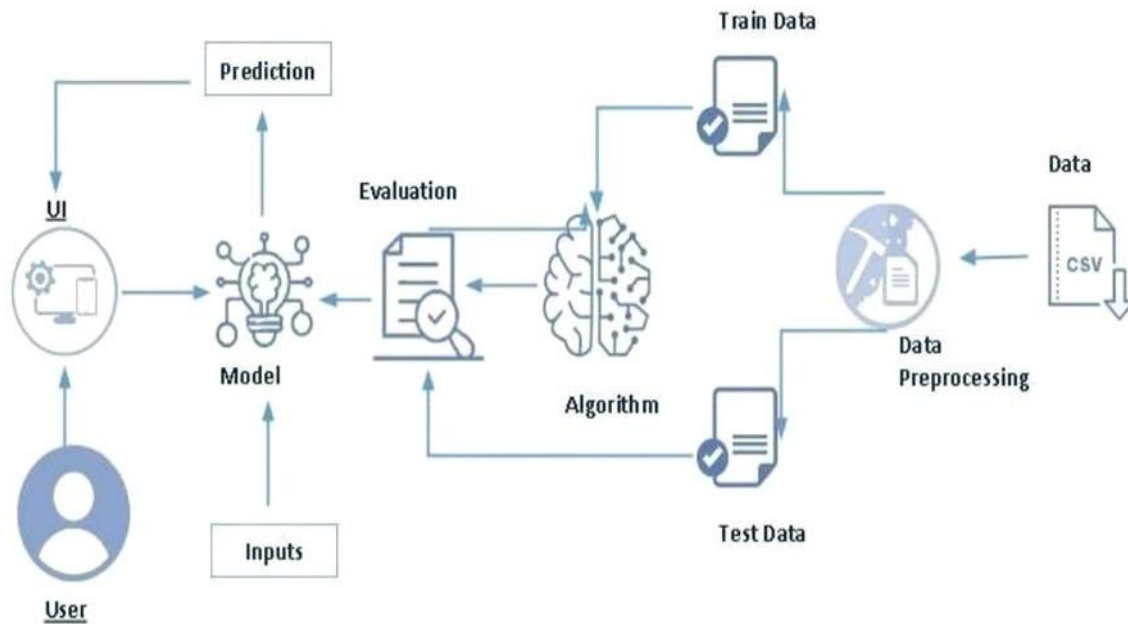 Train Data
Prediction
Data
Evaluation
UI
CSV
Data
Preprocessing
Model
Algorithm
Inputs
Test Data
User